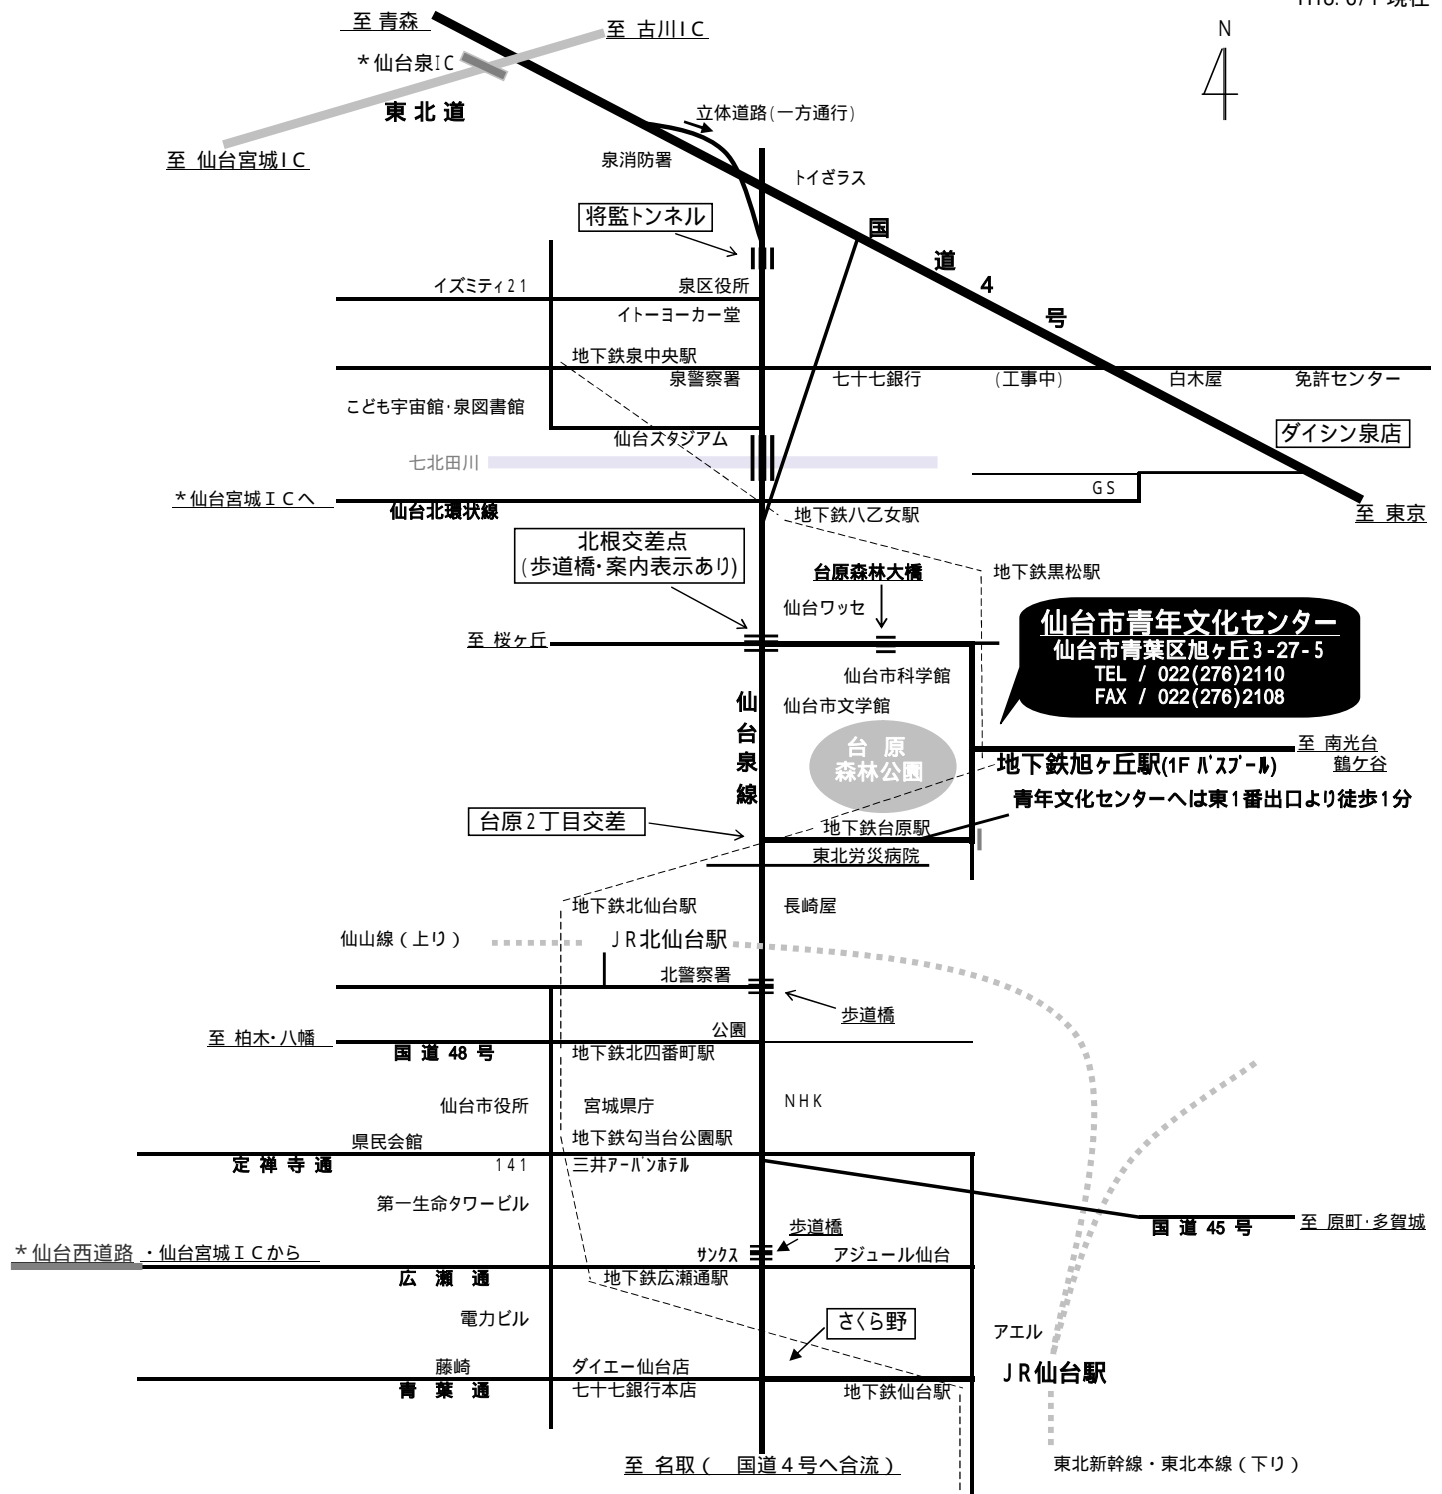 至 青森
至 古川IC
N
*仙台泉IC
東北道
立体道路(一方通行)
至 仙台宮城IC
泉消防署
トイざラス
将監トンネル
国道4号
イズミティ21
泉区役所
イトーヨーカー堂
地下鉄泉中央駅
泉警察署
七十七銀行
(工事中)
白木屋
免許センター
こども宇宙館・泉図書館
仙台スタジアム
ダイシン泉店
七北田川
GS
*仙台宮城ICへ
仙台北環状線
地下鉄八乙女駅
至 東京
北根交差点
(歩道橋・案内表示あり)
台原森林大橋
地下鉄黒松駅
仙台ワッセ
仙台市青年文化センター
仙台市青葉区旭ヶ丘3-27-5
TEL / 022(276)2110
FAX / 022(276)2108
至 桜ヶ丘
仙台市科学館
仙台泉線
仙台市文学館
台 原
森林公園
至 南光台
鶴ケ谷
地下鉄旭ヶ丘駅(1F バスプール)
青年文化センターへは東1番出口より徒歩1分
台原2丁目交差
地下鉄台原駅
東北労災病院
地下鉄北仙台駅
長崎屋
仙山線(上り)
JR北仙台駅
北警察署
歩道橋
公園
至 柏木・八幡
国道48号
地下鉄北四番町駅
仙台市役所
宮城県庁
NHK
県民会館
地下鉄勾当台公園駅
定禅寺通
141
三井アーバンホテル
第一生命タワービル
歩道橋
国道45号
至 原町・多賀城
*仙台西道路・仙台宮城ICから
サンクス
アジュール仙台
広瀬通
地下鉄広瀬通駅
電力ビル
さくら野
アエル
藤崎
ダイエー仙台店
JR仙台駅
青葉通
七十七銀行本店
地下鉄仙台駅
至 名取( 国道4号へ合流)
東北新幹線・東北本線(下り)